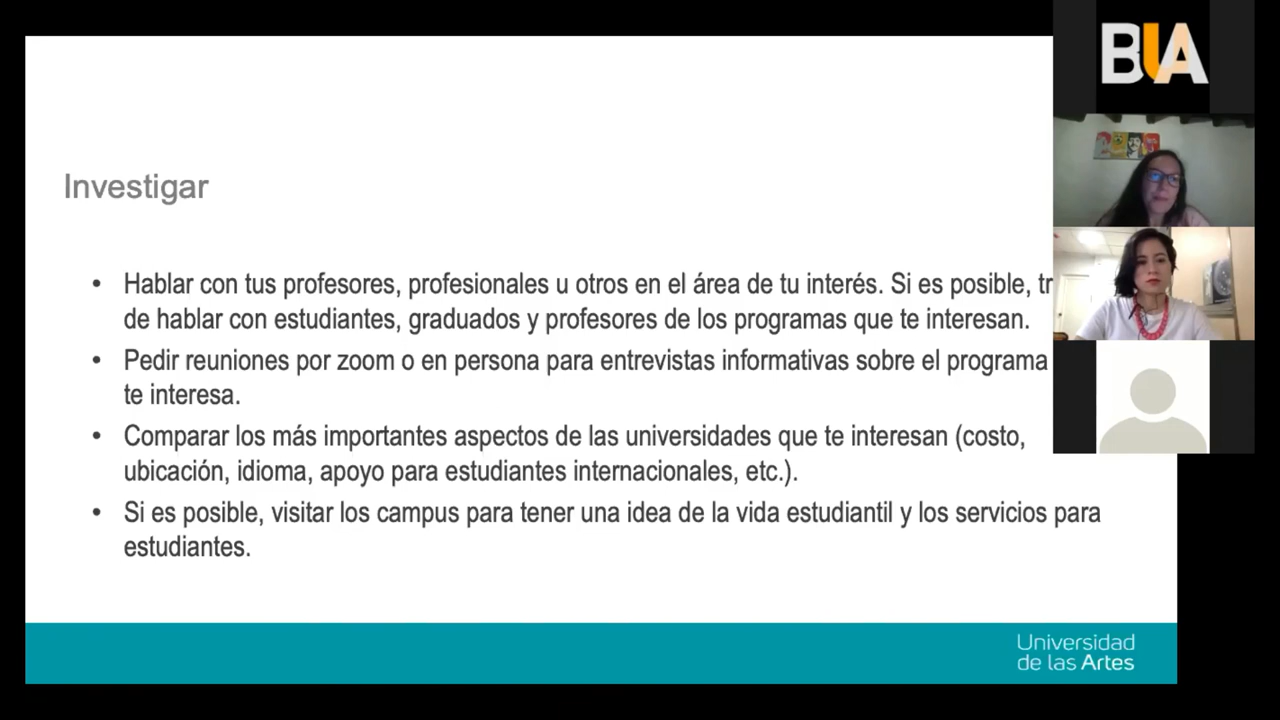 Investigar
• Hablar con tus profesores, profesionales u otros en el área de tu interés. Si es posible,
de hablar con estudiantes, graduados y profesores de los programas que te interesan.
• Pedir reuniones por zoom o en persona para entrevistas informativas sobre el programa
te interesa.
• Comparar los más importantes aspectos de las universidades que te interesan (costo,
ubicación, idioma, apoyo para estudiantes internacionales, etc.).
• Si es posible, visitar los campus para tener una idea de la vida estudiantil y los servicios para
estudiantes.
Universidad
de las Artes
BUA